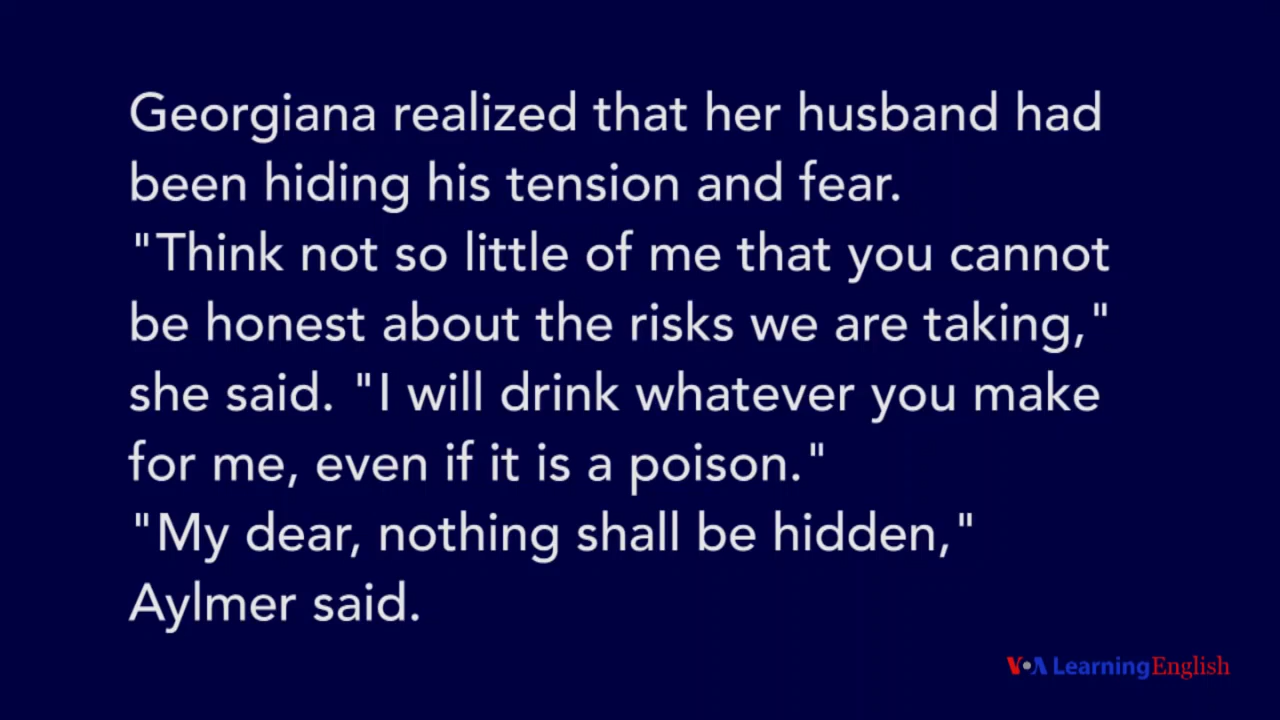 Georgiana realized that her husband had
been hiding his tension and fear.
"Think not so little of me that you cannot
be honest about the risks we are taking,"
she said. "I will drink whatever you make
for me, even if it is a poison."
"My dear, nothing shall be hidden,"
Aylmer said.
VOA Learning English